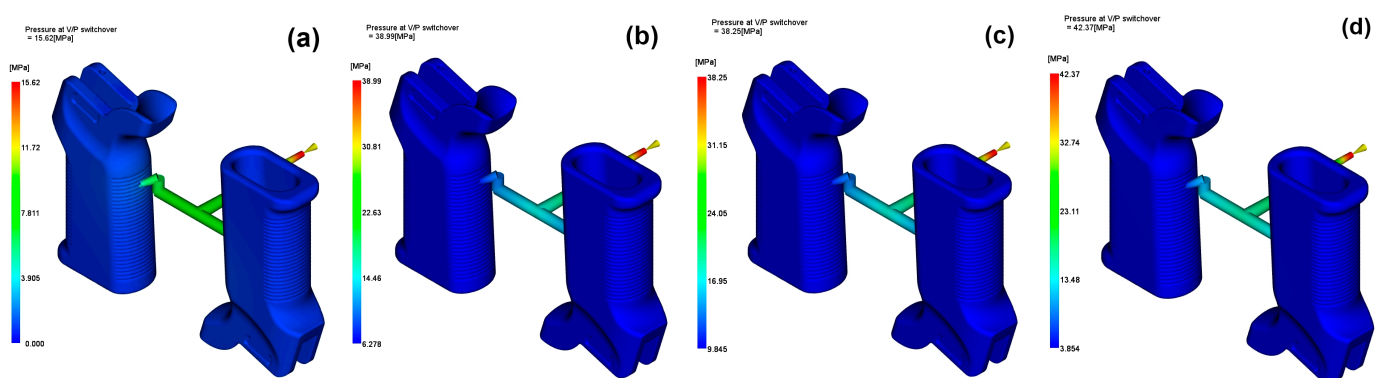 Pressure at V/P switchover
= 15.62[MPa]
(a)
[MPa]
15.62
11.72
7.811
3.905
0.000
Pressure at V/P switchover
= 38.99[MPa]
(b)
[MPa]
38.99
30.81
22.63
14.46
6.278
Pressure at V/P switchover
= 38.25[MPa]
(c)
[MPa]
38.25
31.15
24.05
16.95
9.845
Pressure at V/P switchover
= 42.37[MPa]
(d)
[MPa]
42.37
32.74
23.11
13.48
3.854